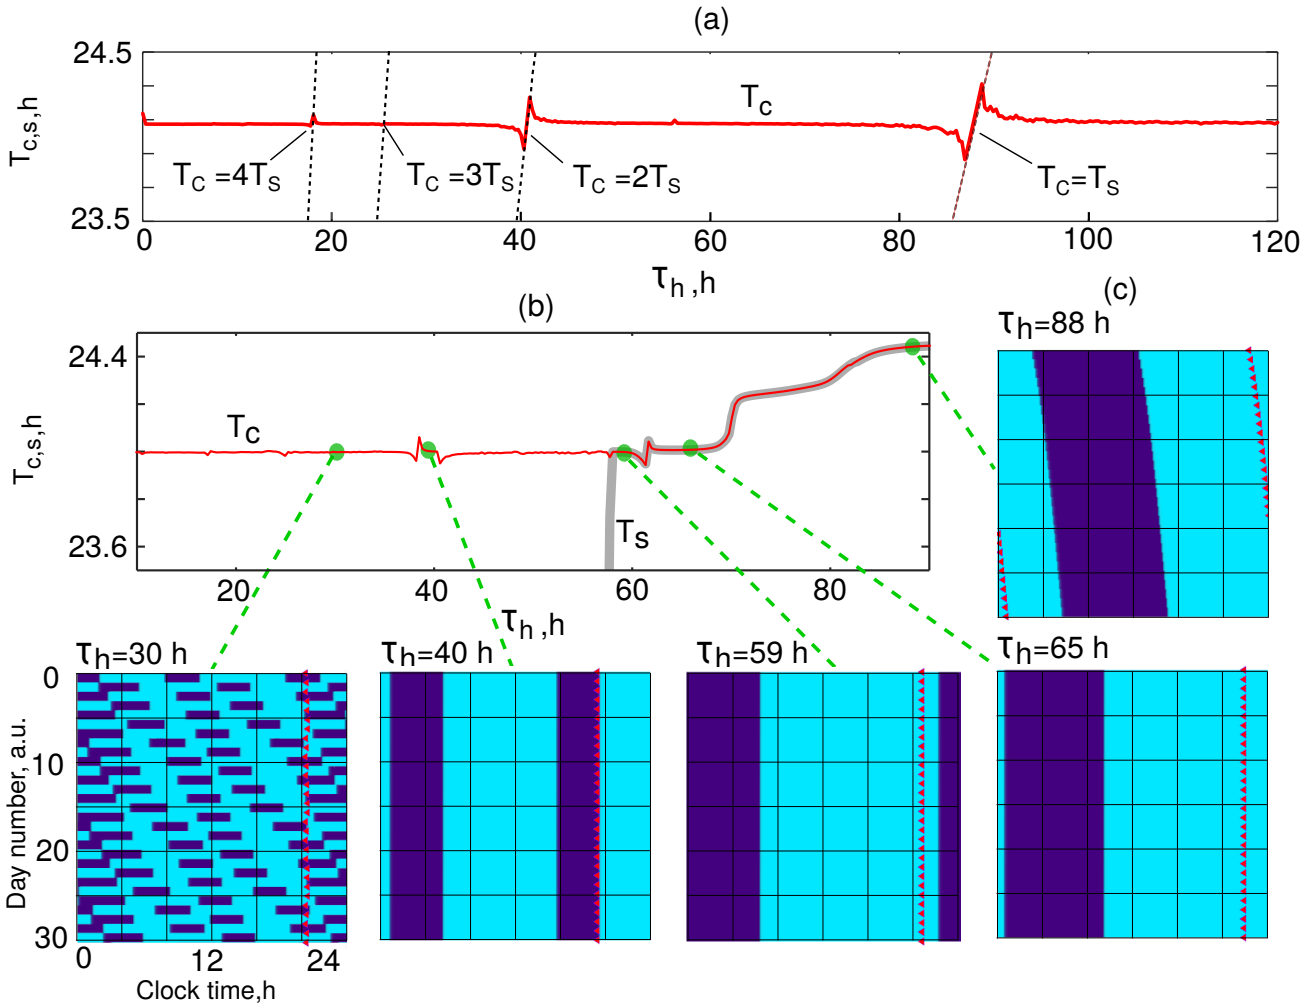 (a)
24.5
T_c,s,h
T_c
T_C =4T_S
T_C =3T_S
T_C =2T_S
T_C=T_S
23.5
0 20 40 60 80 100 120
τ_h ,h
(b)
(c)
τ_h=88 h
24.4
T_c,s,h
T_c
T_s
23.6
20 40 60 80
τ_h ,h
τ_h=30 h
τ_h=40 h
τ_h=59 h
τ_h=65 h
0
10
20
30
Day number, a.u.
0 12 24
Clock time,h